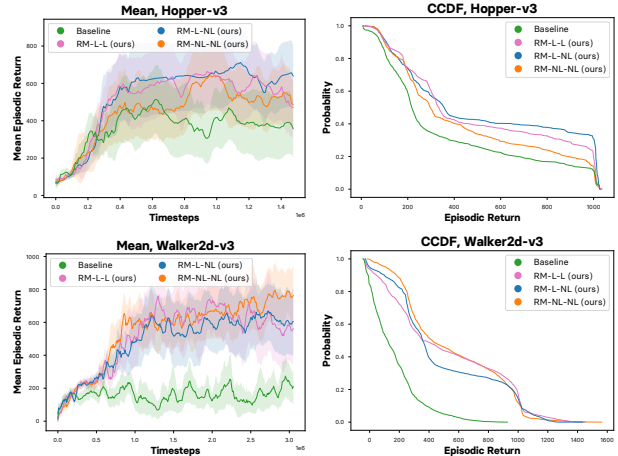 Mean, Hopper-v3
Baseline
RM-L-L (ours)
RM-L-NL (ours)
RM-NL-NL (ours)
Mean Episodic Return
800
600
400
200
0
0.0 0.2 0.4 0.6 0.8 1.0 1.2 1.4
1e6
Timesteps
CCDF, Hopper-v3
Baseline
RM-L-L (ours)
RM-L-NL (ours)
RM-NL-NL (ours)
Probability
1.0
0.8
0.6
0.4
0.2
0.0
0 200 400 600 800 1000
Episodic Return
Mean, Walker2d-v3
Baseline
RM-L-L (ours)
RM-L-NL (ours)
RM-NL-NL (ours)
Mean Episodic Return
1000
800
600
400
200
0
0.0 0.5 1.0 1.5 2.0 2.5 3.0
1e6
Timesteps
CCDF, Walker2d-v3
Baseline
RM-L-L (ours)
RM-L-NL (ours)
RM-NL-NL (ours)
Probability
1.0
0.8
0.6
0.4
0.2
0.0
0 200 400 600 800 1000 1200 1400 1600
Episodic Return